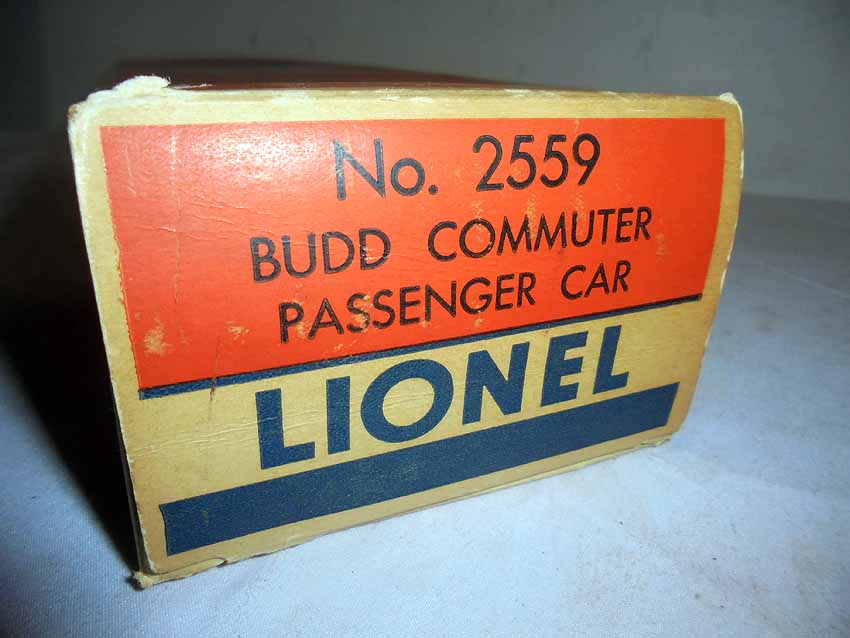 No. 2559
BUDD COMMUTER
PASSENGER CAR
LIONEL